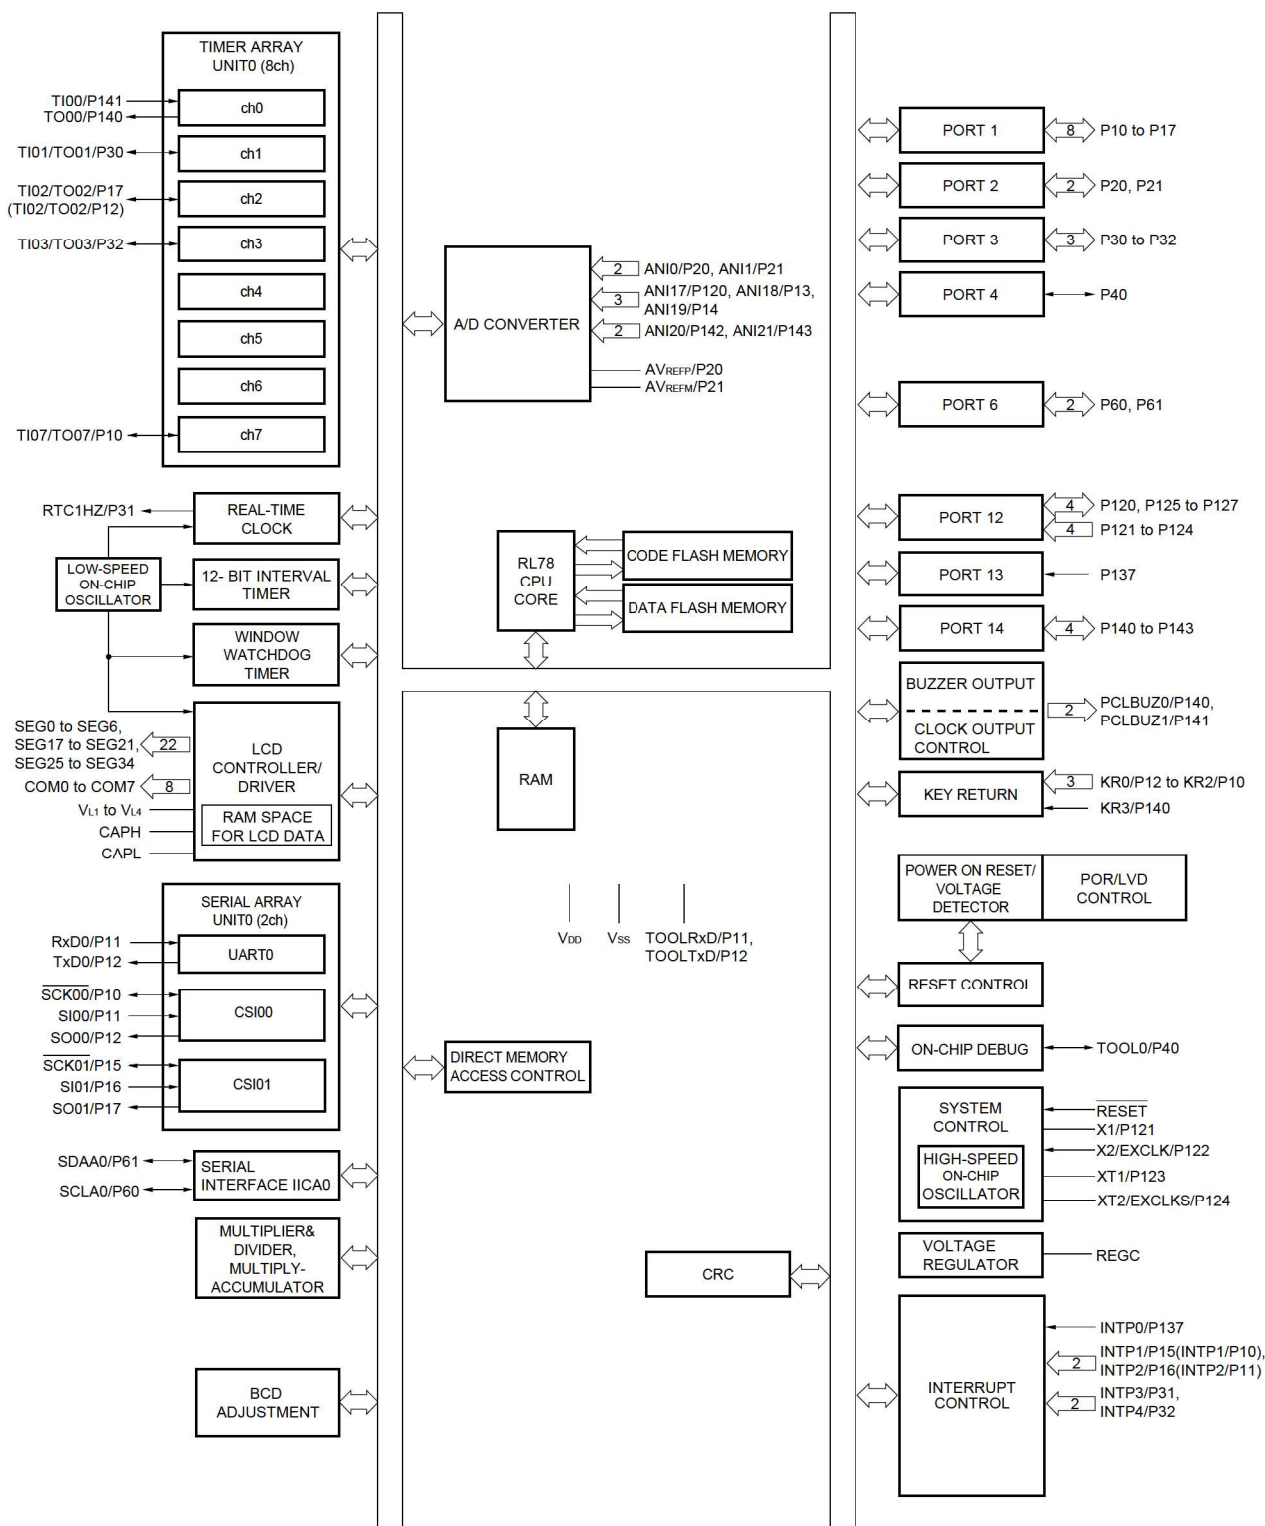 TIMER ARRAY
UNIT0 (8ch)
TI00/P141
TO00/P140
ch0
TI01/TO01/P30
ch1
TI02/TO02/P17
(TI02/TO02/P12)
ch2
TI03/TO03/P32
ch3
ch4
ch5
ch6
TI07/TO07/P10
ch7
RTC1HZ/P31
REAL-TIME
CLOCK
LOW-SPEED
ON-CHIP
OSCILLATOR
12- BIT INTERVAL
TIMER
WINDOW
WATCHDOG
TIMER
SEG0 to SEG6,
SEG17 to SEG21,
SEG25 to SEG34
22
COM0 to COM7
8
VL1 to VL4
CAPH
CAPL
LCD
CONTROLLER/
DRIVER
RAM SPACE
FOR LCD DATA
SERIAL ARRAY
UNIT0 (2ch)
RxD0/P11
TxD0/P12
UART0
SCK00/P10
SI00/P11
SO00/P12
CSI00
SCK01/P15
SI01/P16
SO01/P17
CSI01
SDAA0/P61
SCLA0/P60
SERIAL
INTERFACE IICA0
MULTIPLIER&
DIVIDER,
MULTIPLY-
ACCUMULATOR
BCD
ADJUSTMENT
A/D CONVERTER
2 ANI0/P20, ANI1/P21
3 ANI17/P120, ANI18/P13,
ANI19/P14
2 ANI20/P142, ANI21/P143
AVREFP/P20
AVREFM/P21
RL78
CPU
CORE
CODE FLASH MEMORY
DATA FLASH MEMORY
RAM
VDD
VSS
TOOLRxD/P11,
TOOLTxD/P12
DIRECT MEMORY
ACCESS CONTROL
CRC
PORT 1
8 P10 to P17
PORT 2
2 P20, P21
PORT 3
3 P30 to P32
PORT 4
P40
PORT 6
2 P60, P61
PORT 12
4 P120, P125 to P127
4 P121 to P124
PORT 13
P137
PORT 14
4 P140 to P143
BUZZER OUTPUT
CLOCK OUTPUT
CONTROL
2 PCLBUZ0/P140,
PCLBUZ1/P141
KEY RETURN
3 KR0/P12 to KR2/P10
KR3/P140
POWER ON RESET/
VOLTAGE
DETECTOR
POR/LVD
CONTROL
RESET CONTROL
ON-CHIP DEBUG
TOOL0/P40
SYSTEM
CONTROL
HIGH-SPEED
ON-CHIP
OSCILLATOR
RESET
X1/P121
X2/EXCLK/P122
XT1/P123
XT2/EXCLKS/P124
VOLTAGE
REGULATOR
REGC
INTERRUPT
CONTROL
INTP0/P137
2 INTP1/P15(INTP1/P10),
INTP2/P16(INTP2/P11)
2 INTP3/P31,
INTP4/P32